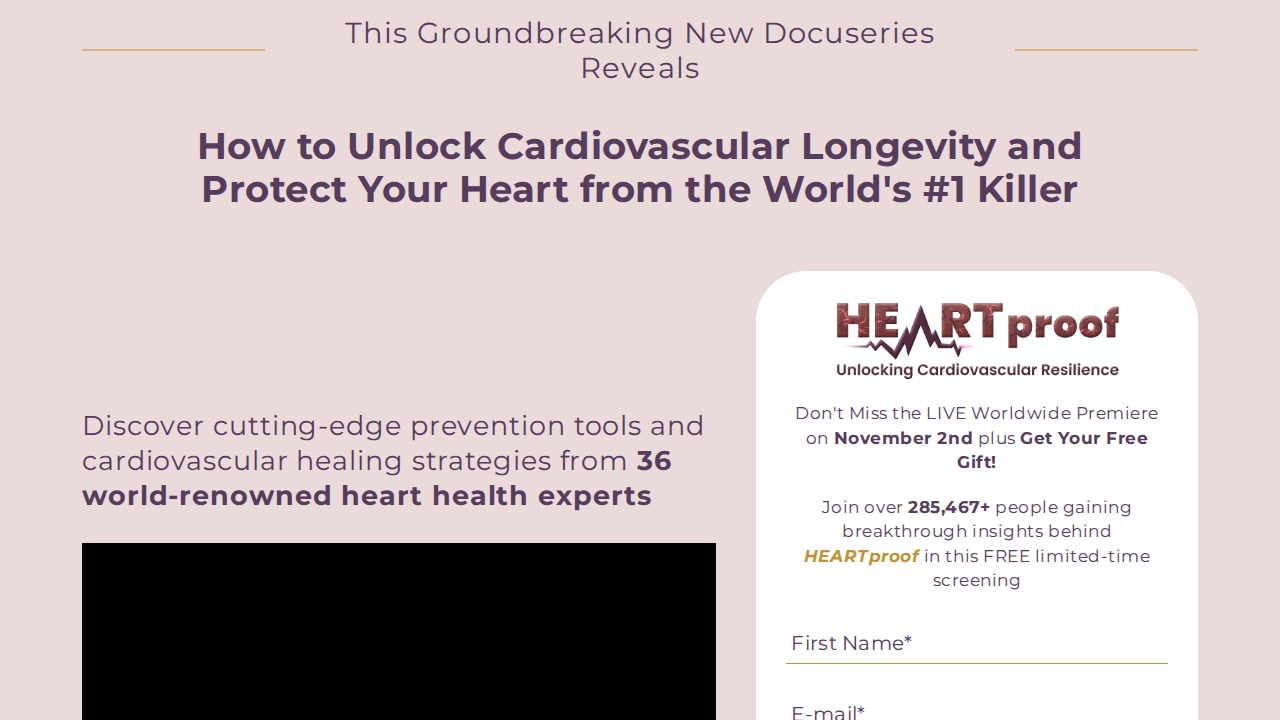 This Groundbreaking New Docuseries
Reveals
How to Unlock Cardiovascular Longevity and
Protect Your Heart from the World's #1 Killer
Discover cutting-edge prevention tools and
cardiovascular healing strategies from 36
world-renowned heart health experts
HEART proof
Unlocking Cardiovascular Resilience
Don't Miss the LIVE Worldwide Premiere
on November 2nd plus Get Your Free
Gift!
Join over 285,467+ people gaining
breakthrough insights behind
HEARTproof in this FREE limited-time
screening
First Name*
E-mail*